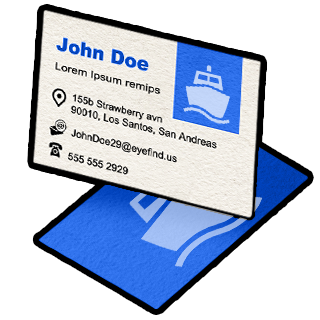 John Doe
Lorem Ipsum remips
155b Strawberry avn
90010, Los Santos, San Andreas
JohnDoe29@eyefind.us
555 555 2929